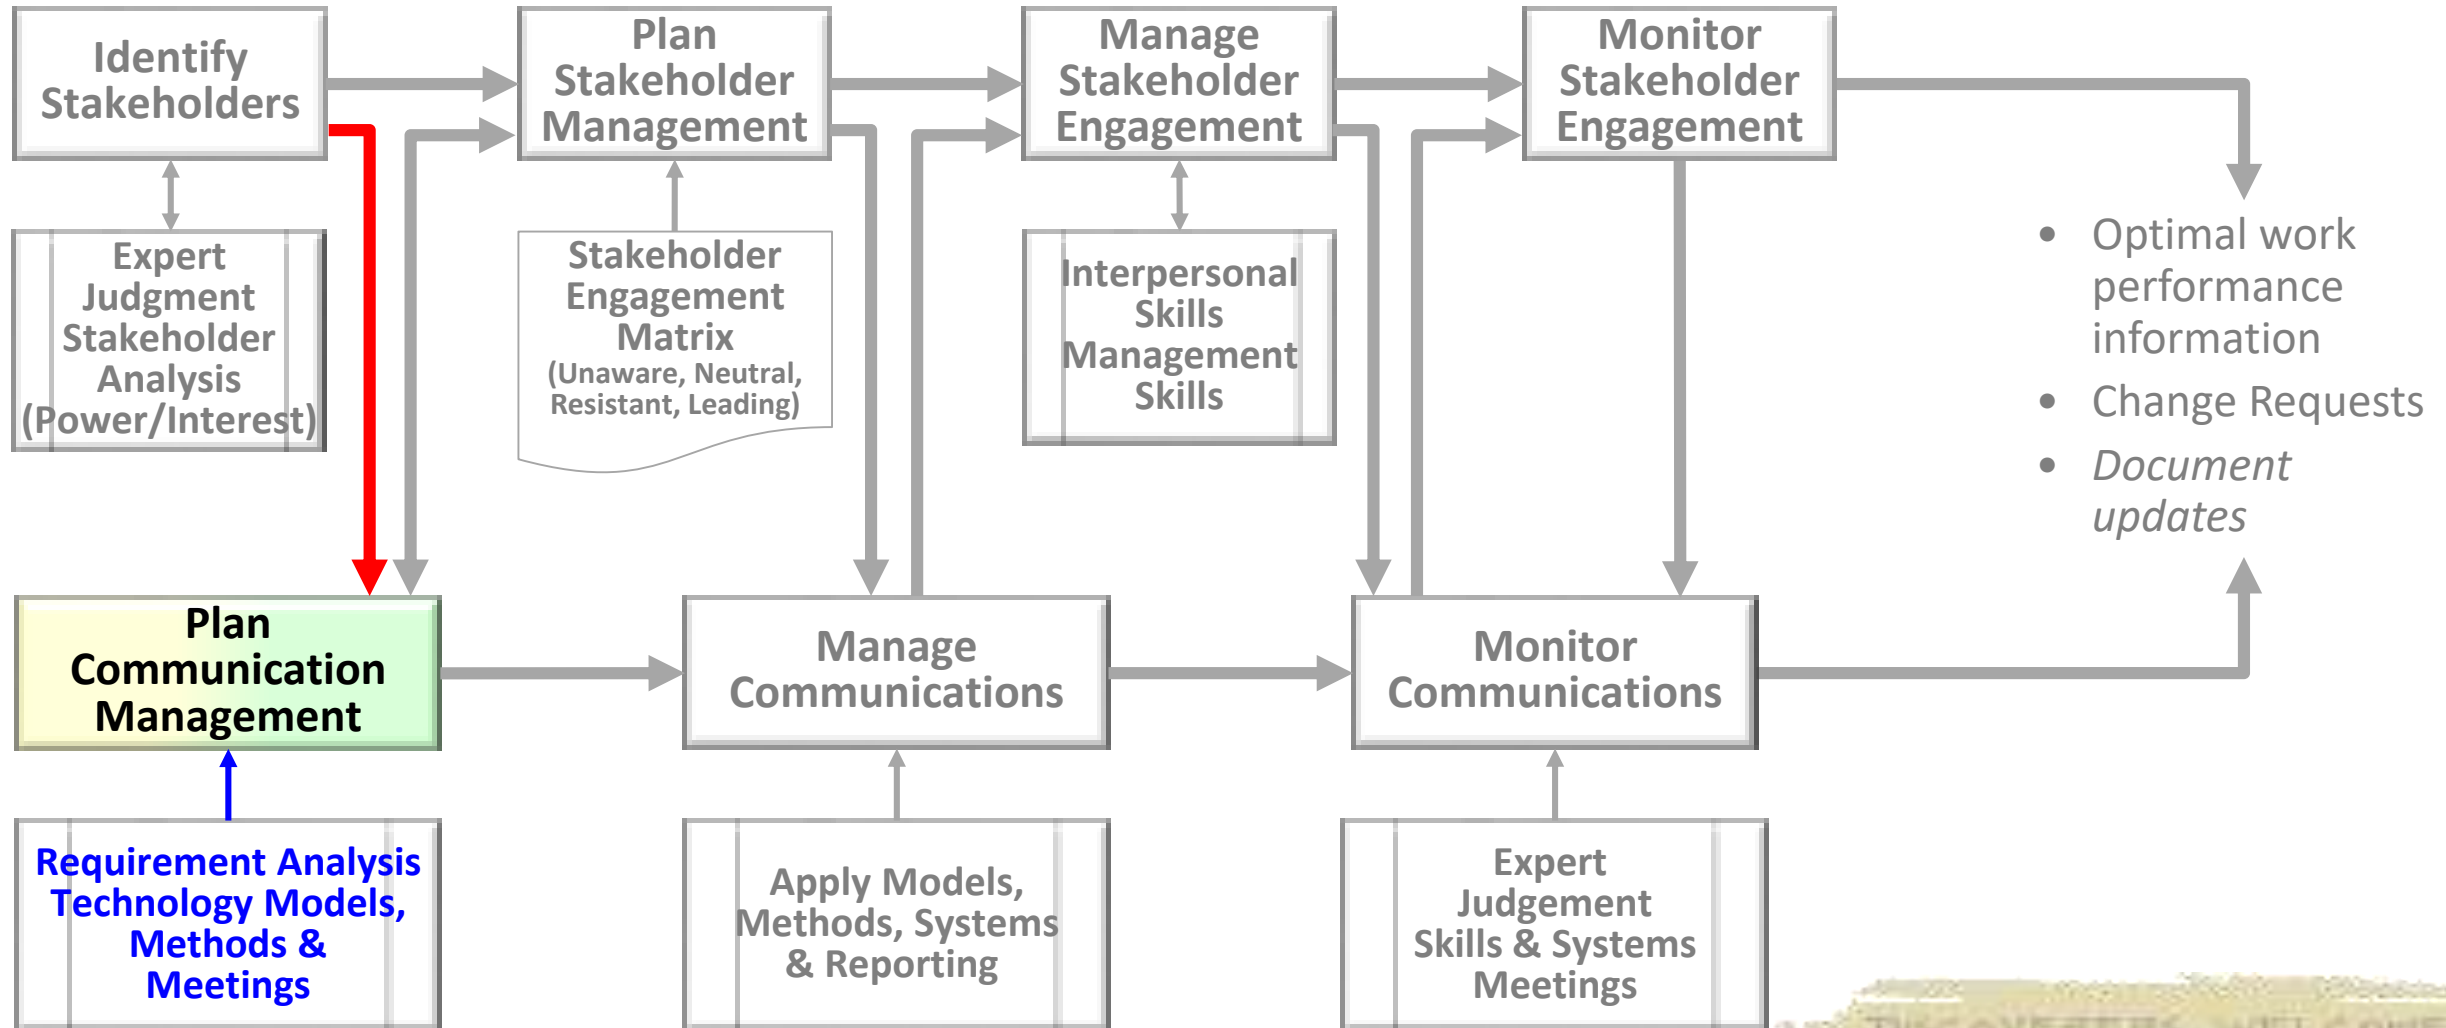 Identify
Stakeholders
Plan
Stakeholder
Management
Manage
Stakeholder
Engagement
Monitor
Stakeholder
Engagement
Expert
Judgment
Stakeholder
Analysis
(Power/Interest)
Stakeholder
Engagement
Matrix
(Unaware, Neutral,
Resistant, Leading)
Interpersonal
Skills
Management
Skills
• Optimal work
performance
information
• Change Requests
• Document
updates
Plan
Communication
Management
Manage
Communications
Monitor
Communications
Requirement Analysis
Technology Models,
Methods &
Meetings
Apply Models,
Methods, Systems
& Reporting
Expert
Judgement
Skills & Systems
Meetings